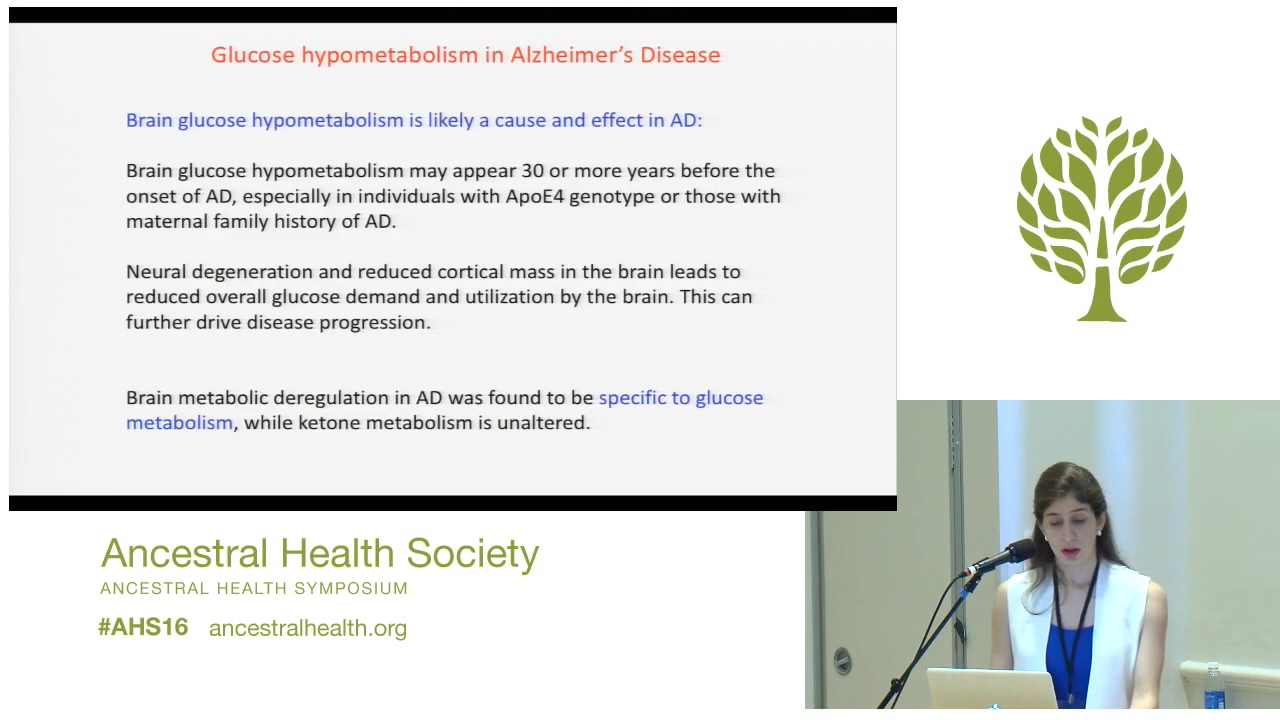 Glucose hypometabolism in Alzheimer's Disease
Brain glucose hypometabolism is likely a cause and effect in AD:
Brain glucose hypometabolism may appear 30 or more years before the
onset of AD, especially in individuals with ApoE4 genotype or those with
maternal family history of AD.
Neural degeneration and reduced cortical mass in the brain leads to
reduced overall glucose demand and utilization by the brain. This can
further drive disease progression.
Brain metabolic deregulation in AD was found to be specific to glucose
metabolism, while ketone metabolism is unaltered.
Ancestral Health Society
ANCESTRAL HEALTH SYMPOSIUM
#AHS16 ancestralhealth.org